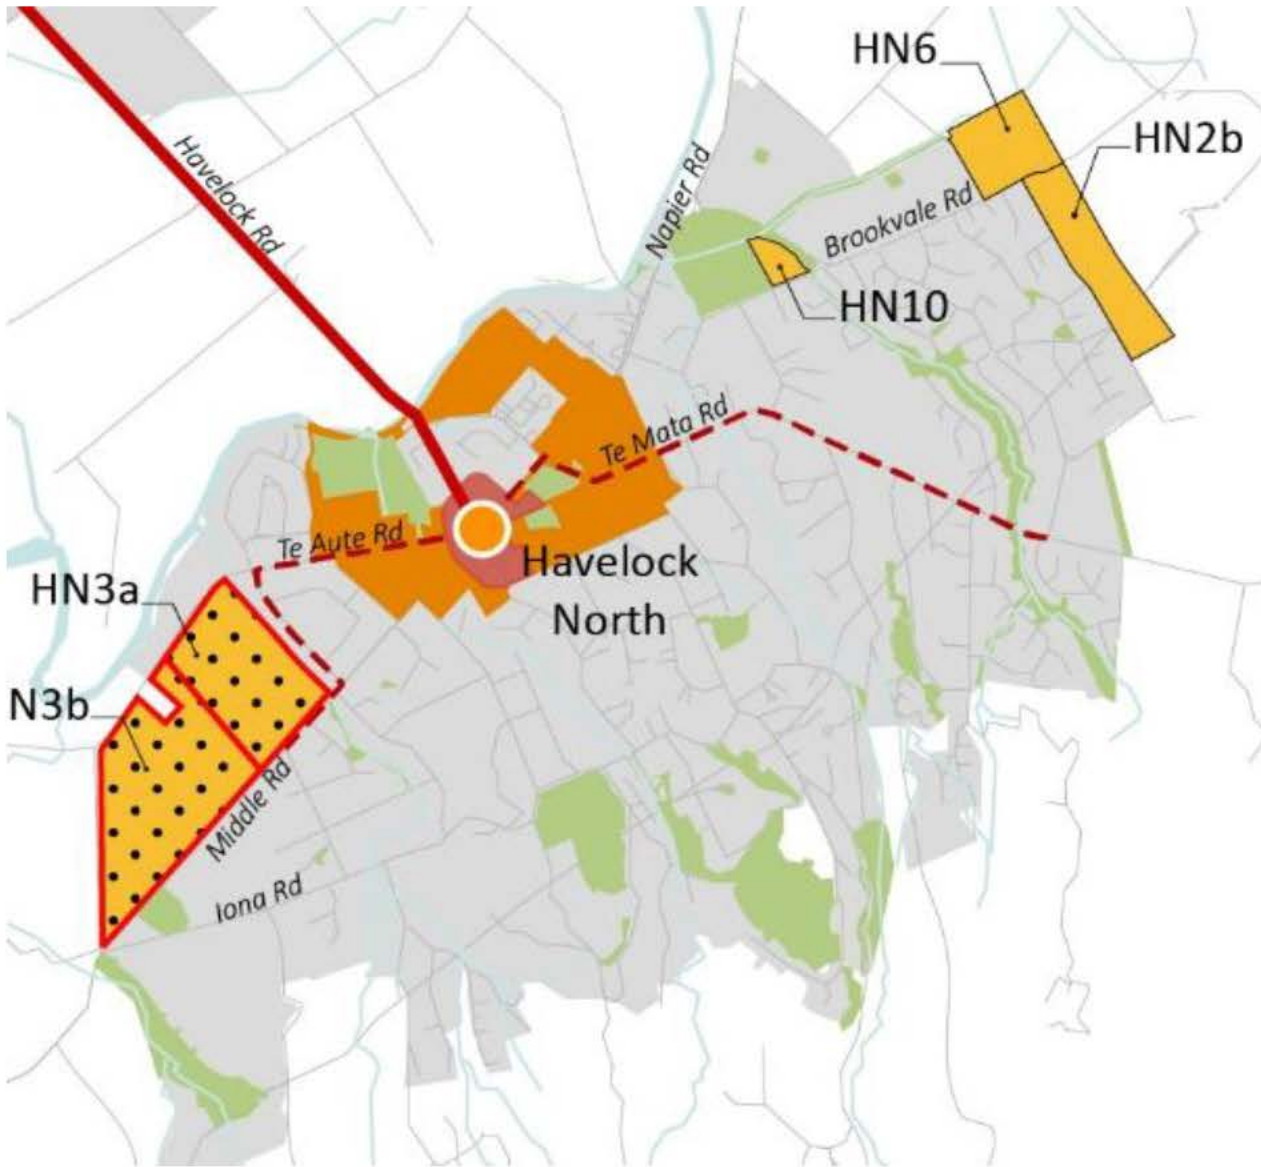 HN6
HN2b
Havelock Rd
Napier Rd
Brookvale Rd
HN10
Te Mata Rd
Te Aute Rd
Havelock
North
HN3a
N3b
Middle Rd
Iona Rd